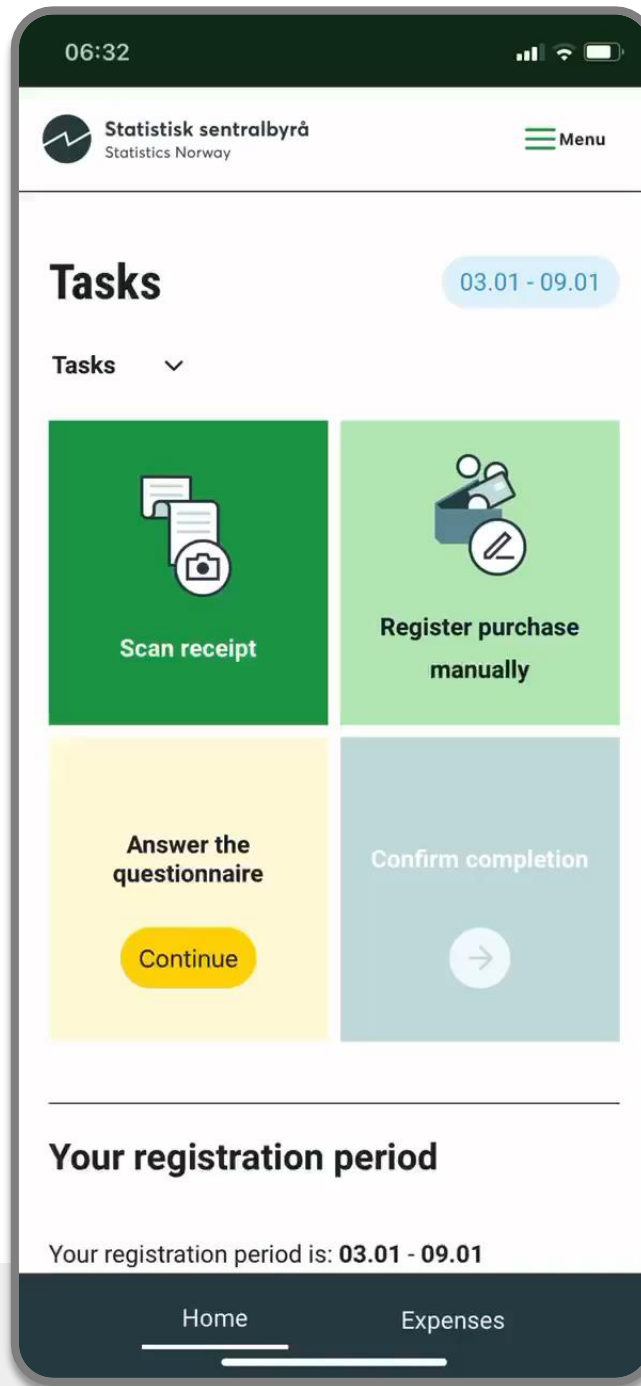 06:32
Statistisk sentralbyrå
Statistics Norway
Menu
Tasks
03.01 - 09.01
Tasks
Scan receipt
Register purchase
manually
Answer the
questionnaire
Continue
Confirm completion
Your registration period
Your registration period is: 03.01 - 09.01
Home
Expenses